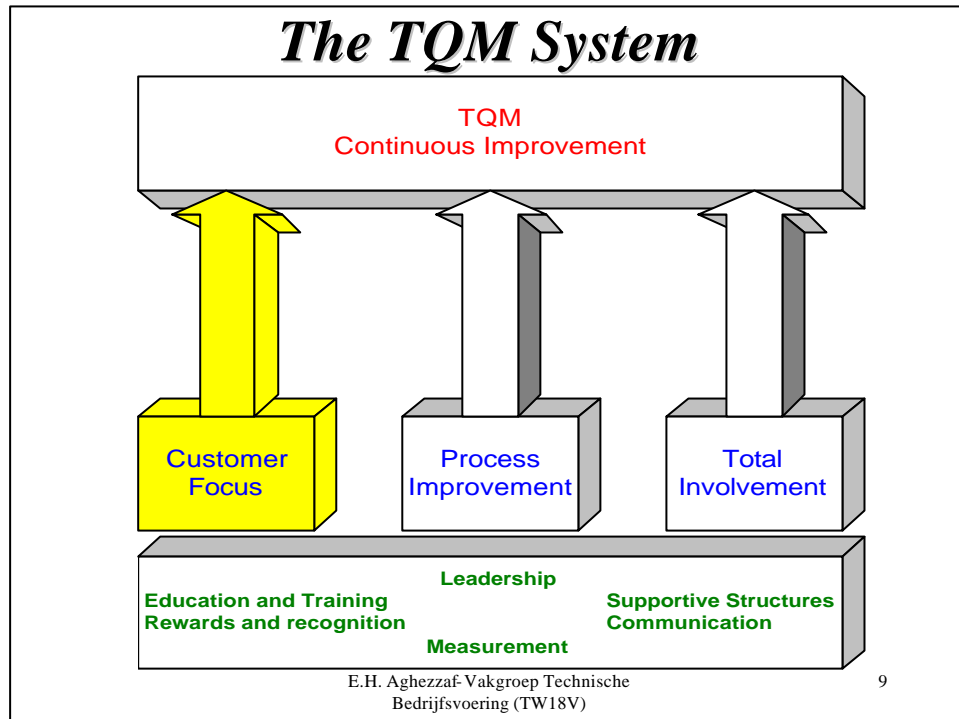 The TQM System
TQM
Continuous Improvement
Customer
Focus
Process
Improvement
Total
Involvement
Leadership
Education and Training
Rewards and recognition
Supportive Structures
Communication
Measurement
E.H. Aghezzaf-Vakgroep Technische
Bedrijfsvoering (TW18V)
9